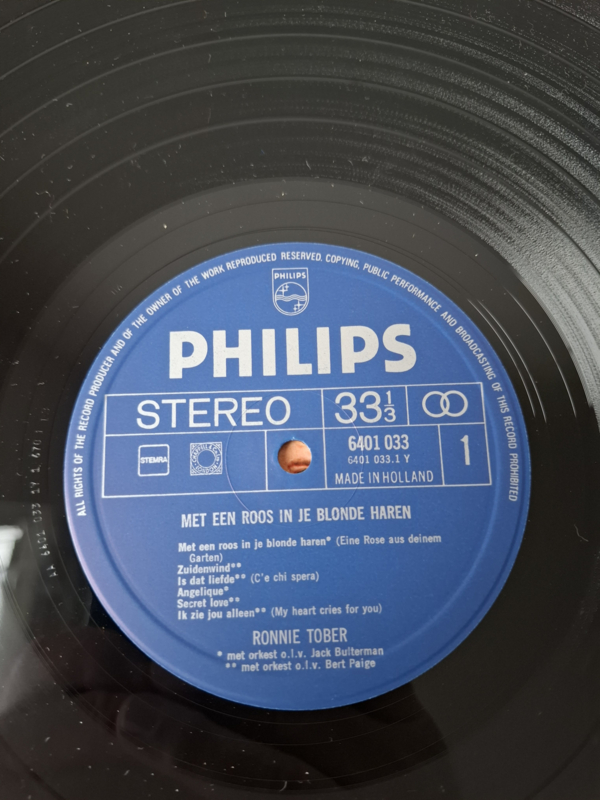 ALL RIGHTS OF THE RECORD PRODUCER AND OF THE OWNER OF THE WORK REPRODUCED RESERVED. COPYING, PUBLIC PERFORMANCE AND BROADCASTING OF THIS RECORD PROHIBITED
PHILIPS
PHILIPS
STEREO
33 1/3
STEMRA
6401 033
6401 033.1 Y
MADE IN HOLLAND
1
MET EEN ROOS IN JE BLONDE HAREN
Met een roos in je blonde haren* (Eine Rose aus deinem
Garten)
Zuidenwind**
Is dat liefde** (C'e chi spera)
Angelique*
Secret love**
Ik zie jou alleen** (My heart cries for you)
RONNIE TOBER
* met orkest o.l.v. Jack Bulterman
** met orkest o.l.v. Bert Paige